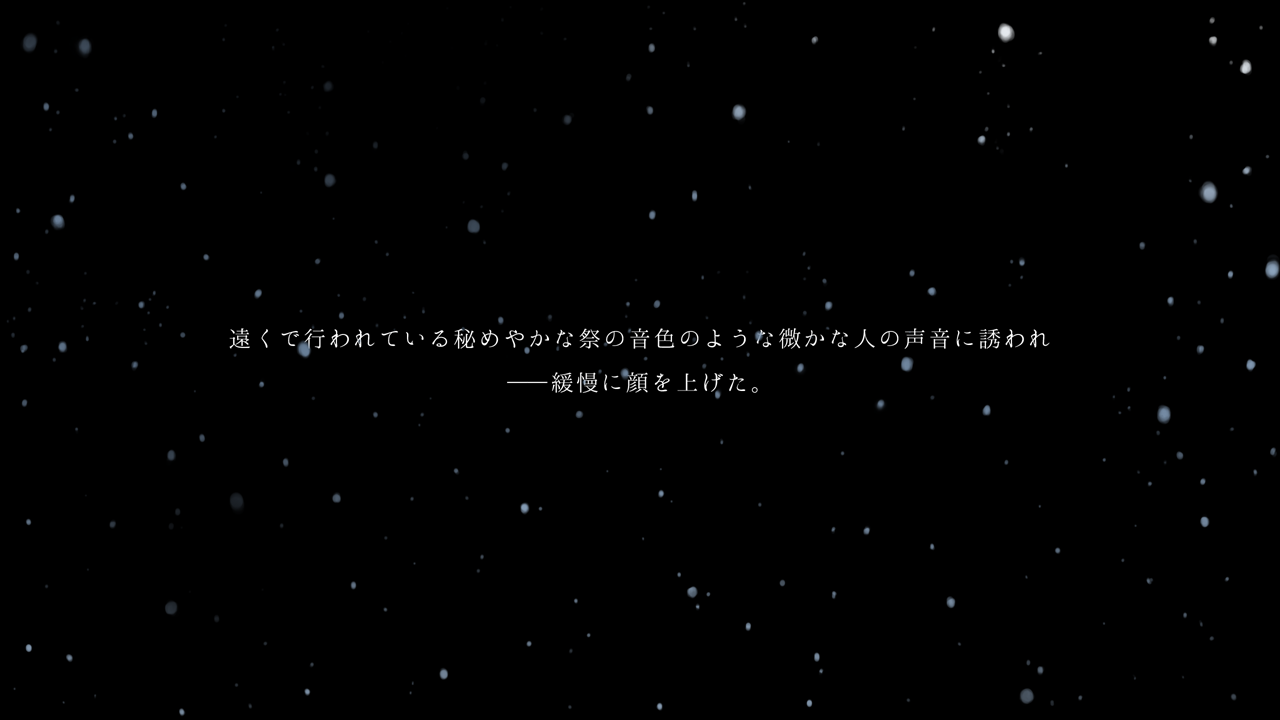 遠くで行われている秘めやかな祭の音色のような微かな人の声音に誘われ
――緩慢に顔を上げた。